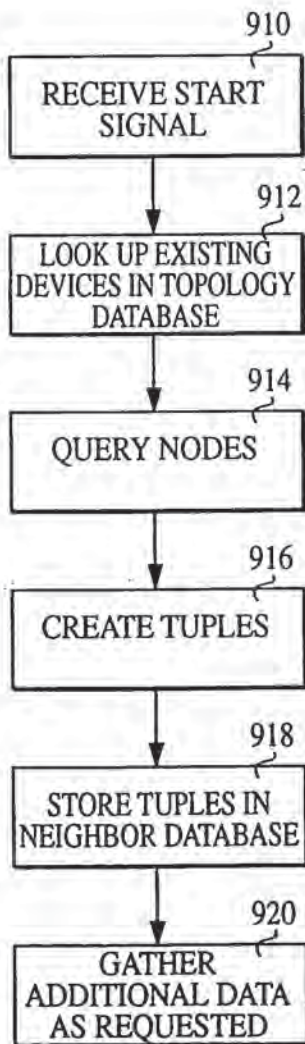 910
RECEIVE START
SIGNAL
912
LOOK UP EXISTING
DEVICES IN TOPOLOGY
DATABASE
914
QUERY NODES
916
CREATE TUPLES
918
STORE TUPLES IN
NEIGHBOR DATABASE
920
GATHER
ADDITIONAL DATA
AS REQUESTED